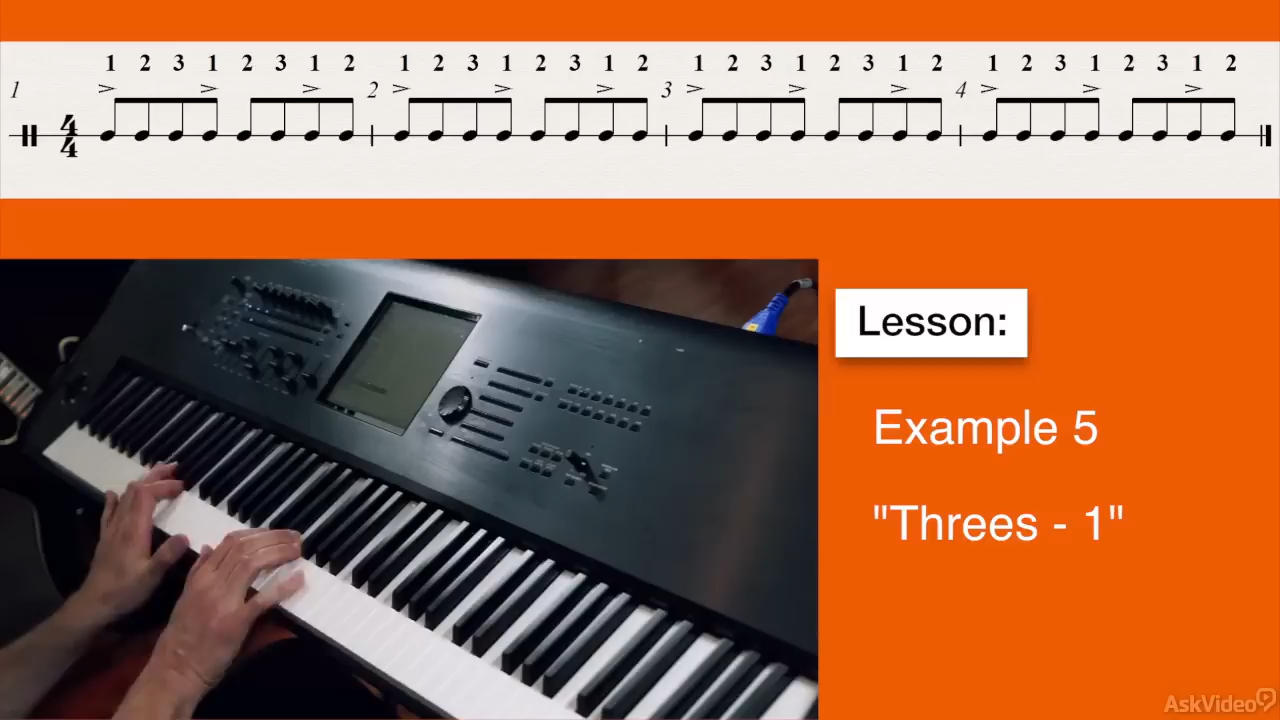 1 2 3 1 2 3 1 2 1 2 3 1 2 3 1 2 1 2 3 1 2 3 1 2 1 2 3 1 2 3 1 2
1 2 3 4
4
4
Lesson:
Example 5
"Threes - 1"
AskVideo